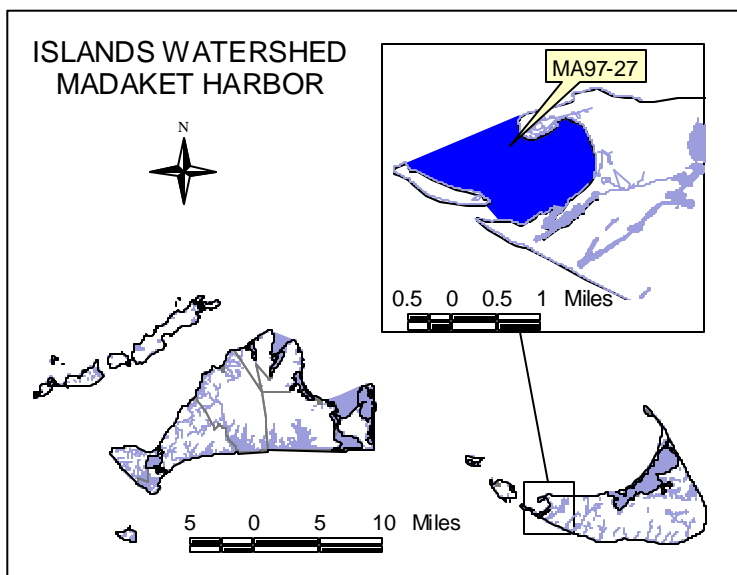 ISLANDS WATERSHED
MADAKET HARBOR
N
MA97-27
0.5 0 0.5 1 Miles
5 0 5 10 Miles